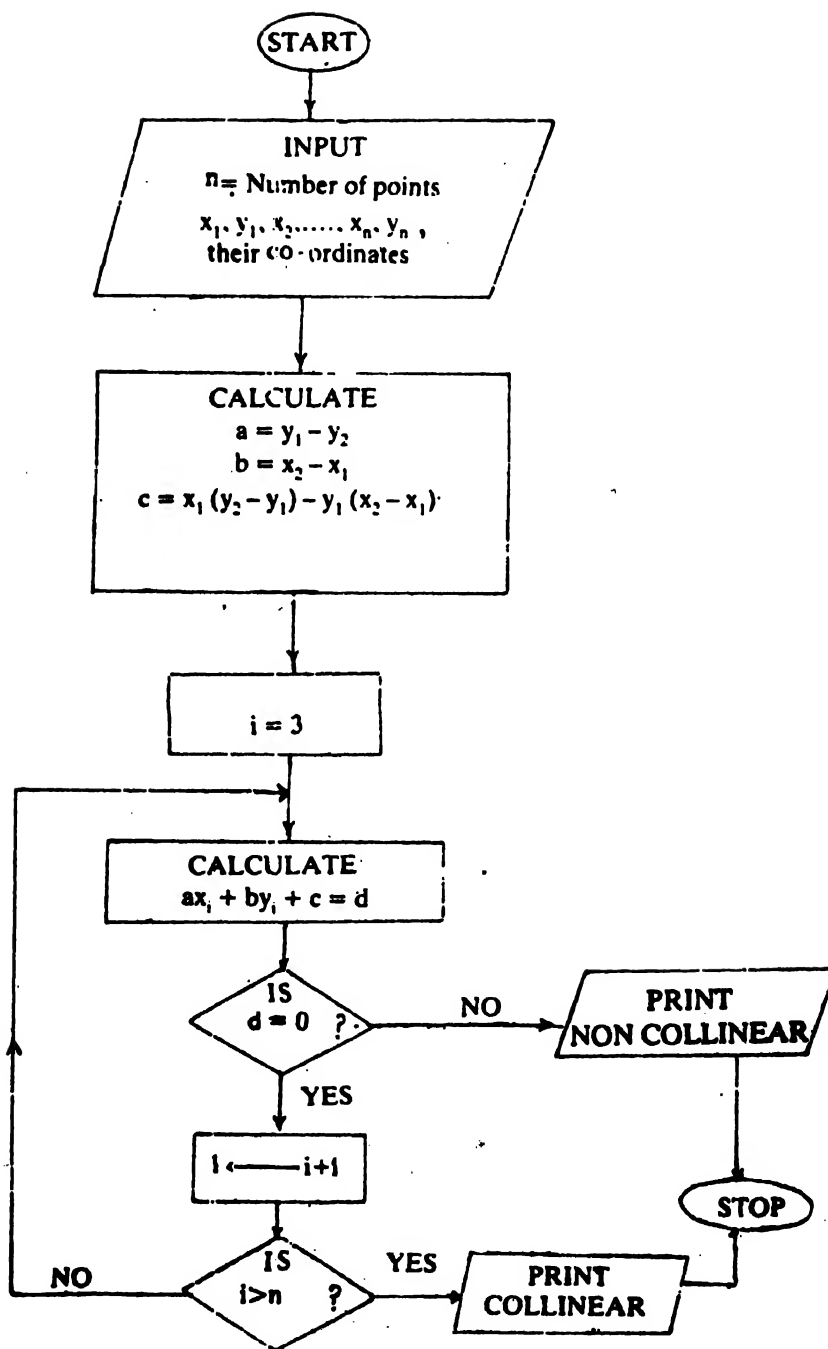 START
INPUT
n = Number of points
x₁, y₁, x₂....., xₙ, yₙ ,
their co-ordinates
CALCULATE
a = y₁ – y₂
b = x₂ – x₁
c = x₁ (y₂ – y₁) – y₁ (x₂ – x₁)
i = 3
CALCULATE
axᵢ + byᵢ + c = d
IS
d = 0 ?
NO
PRINT
NON COLLINEAR
YES
i ← i+1
STOP
IS
i>n ?
NO
YES
PRINT
COLLINEAR